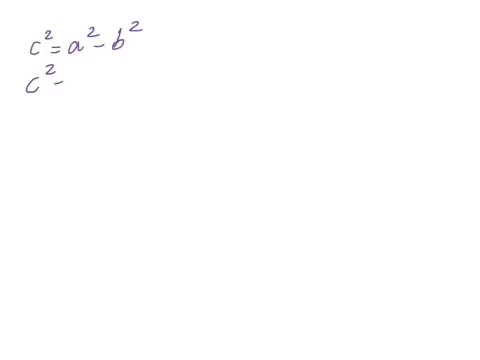 c² = a² - b²
c² -